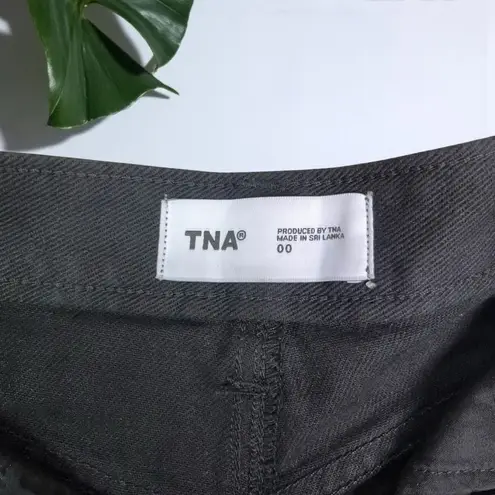 TNA®
PRODUCED BY TNA
MADE IN SRI LANKA
00